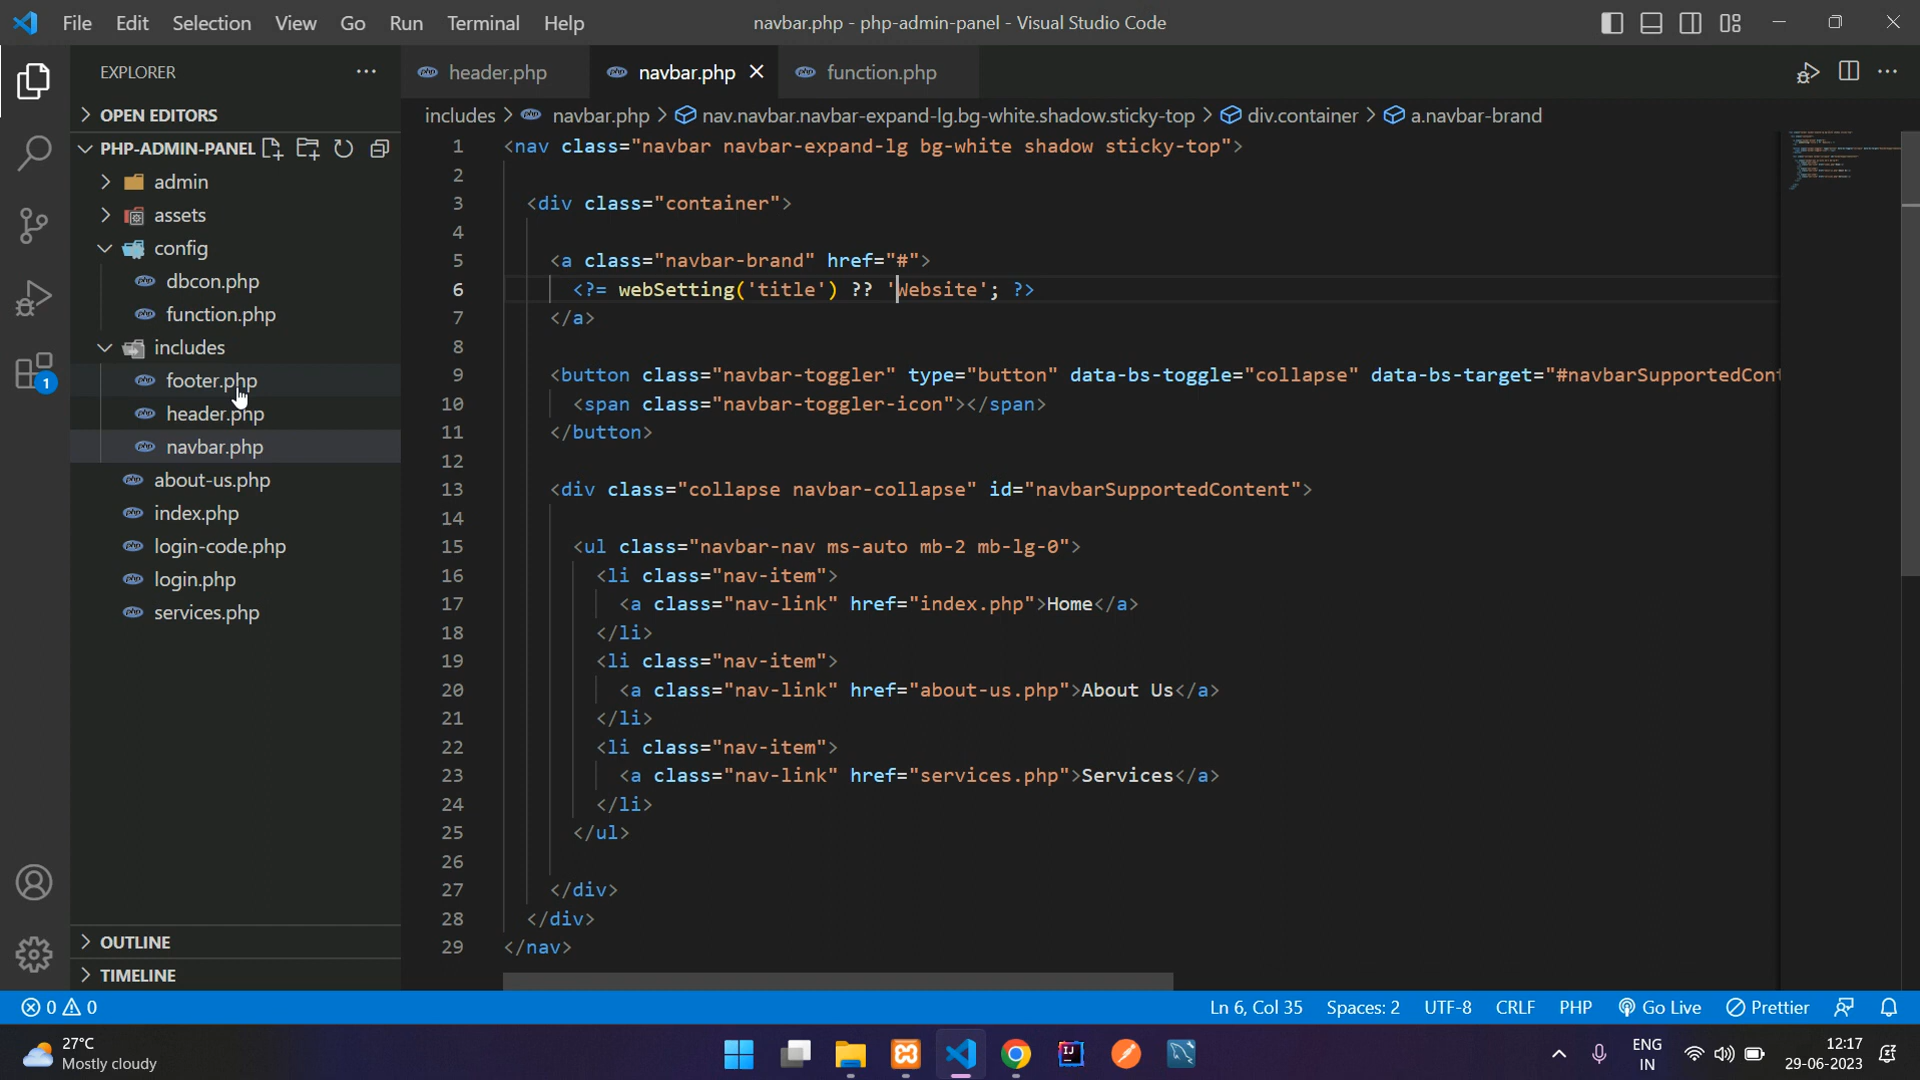 File Edit Selection View Go Run Terminal Help
navbar.php - php-admin-panel - Visual Studio Code
EXPLORER
OPEN EDITORS
PHP-ADMIN-PANEL
admin
assets
config
dbcon.php
function.php
includes
footer.php
header.php
navbar.php
about-us.php
index.php
login-code.php
login.php
services.php
OUTLINE
TIMELINE
1
header.php navbar.php function.php
includes > navbar.php > nav.navbar.navbar-expand-lg.bg-white.shadow.sticky-top > div.container > a.navbar-brand
1 <nav class="navbar navbar-expand-lg bg-white shadow sticky-top">
2
3 <div class="container">
4
5 <a class="navbar-brand" href="#">
6 <?= webSetting('title') ?? 'Website'; ?>
7 </a>
8
9 <button class="navbar-toggler" type="button" data-bs-toggle="collapse" data-bs-target="#navbarSupportedCont
10 <span class="navbar-toggler-icon"></span>
11 </button>
12
13 <div class="collapse navbar-collapse" id="navbarSupportedContent">
14
15 <ul class="navbar-nav ms-auto mb-2 mb-lg-0">
16 <li class="nav-item">
17 <a class="nav-link" href="index.php">Home</a>
18 </li>
19 <li class="nav-item">
20 <a class="nav-link" href="about-us.php">About Us</a>
21 </li>
22 <li class="nav-item">
23 <a class="nav-link" href="services.php">Services</a>
24 </li>
25 </ul>
26
27 </div>
28 </div>
29 </nav>
0 0 Ln 6, Col 35 Spaces: 2 UTF-8 CRLF PHP Go Live Prettier
27°C
Mostly cloudy
ENG
IN
12:17
29-06-2023